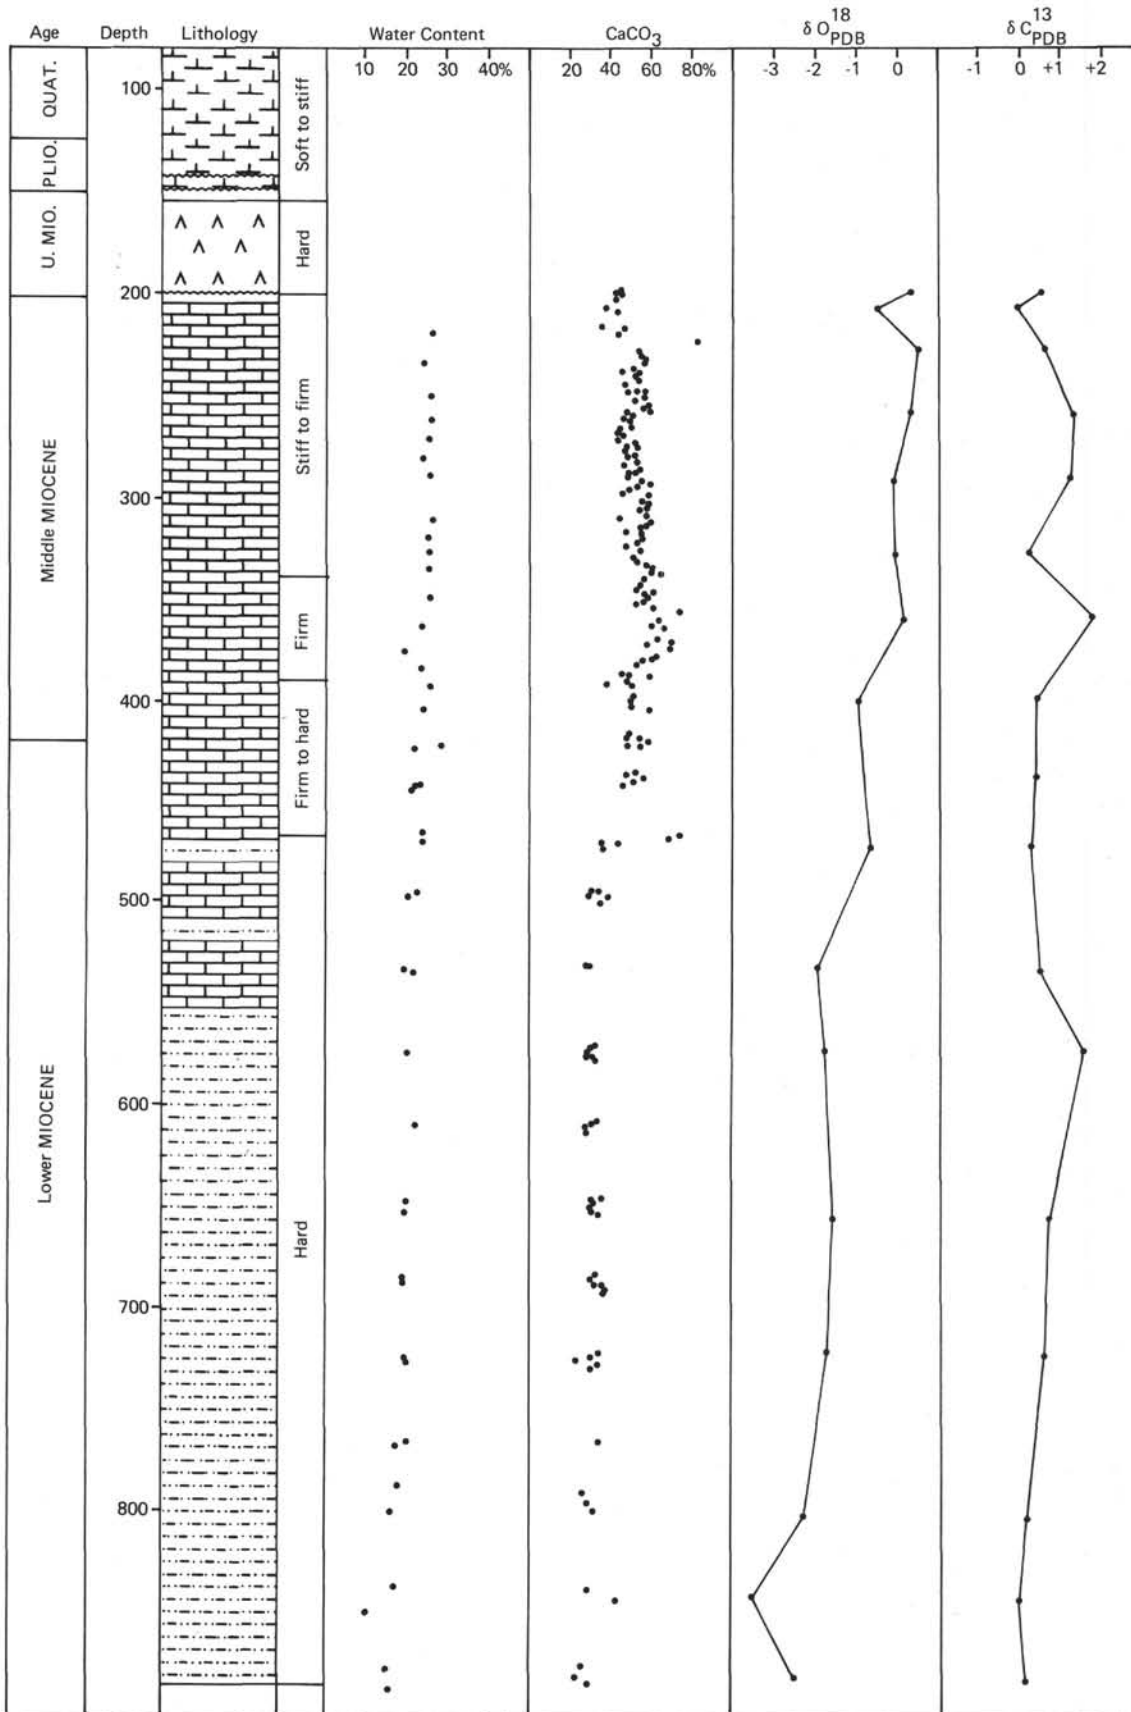 Age Depth Lithology Water Content CaCO3 δ O18PDB δ C13PDB
10 20 30 40% 20 40 60 80% -3 -2 -1 0 -1 0 +1 +2
QUAT.
PLIO.
U. MIO.
Middle MIOCENE
Lower MIOCENE
100
200
300
400
500
600
700
800
Soft to stiff
Hard
Stiff to firm
Firm
Firm to hard
Hard